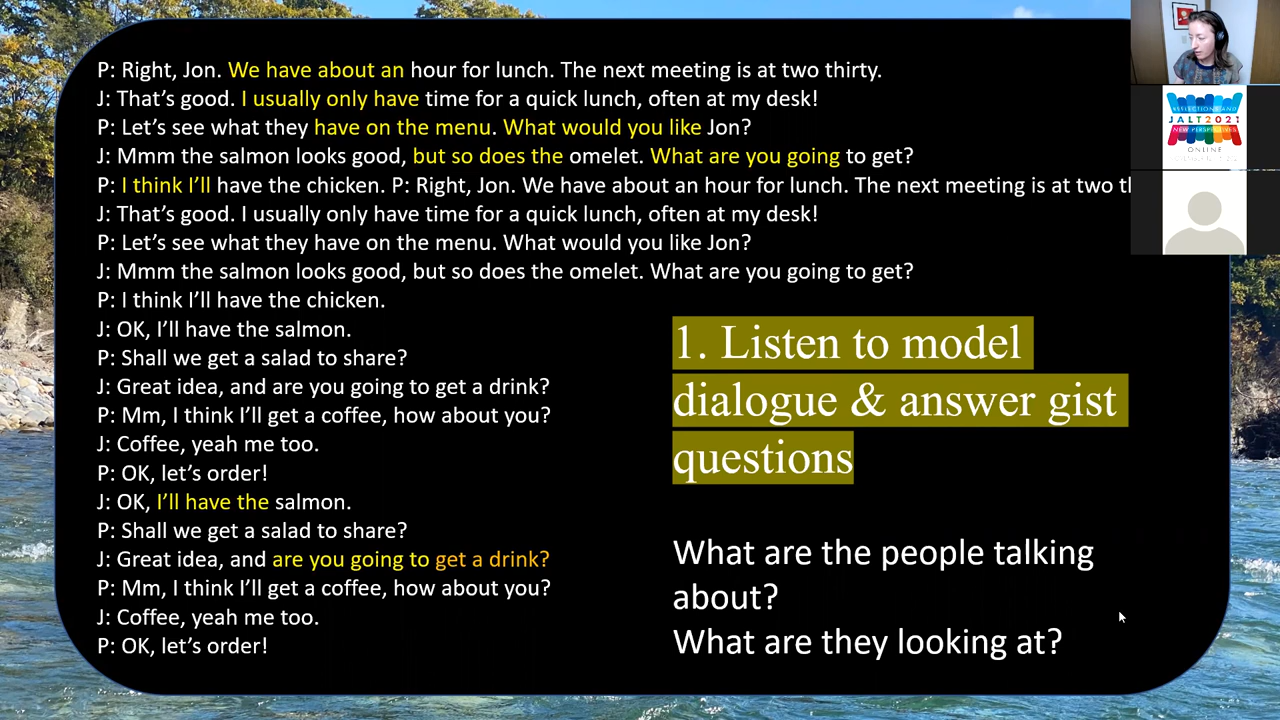 P: Right, Jon. We have about an hour for lunch. The next meeting is at two thirty.
J: That's good. I usually only have time for a quick lunch, often at my desk!
P: Let's see what they have on the menu. What would you like Jon?
J: Mmm the salmon looks good, but so does the omelet. What are you going to get?
P: I think I'll have the chicken. P: Right, Jon. We have about an hour for lunch. The next meeting is at two
J: That's good. I usually only have time for a quick lunch, often at my desk!
P: Let's see what they have on the menu. What would you like Jon?
J: Mmm the salmon looks good, but so does the omelet. What are you going to get?
P: I think I'll have the chicken.
J: OK, I'll have the salmon.
P: Shall we get a salad to share?
J: Great idea, and are you going to get a drink?
P: Mm, I think I'll get a coffee, how about you?
J: Coffee, yeah me too.
P: OK, let's order!
J: OK, I'll have the salmon.
P: Shall we get a salad to share?
J: Great idea, and are you going to get a drink?
P: Mm, I think I'll get a coffee, how about you?
J: Coffee, yeah me too.
P: OK, let's order!
1. Listen to model
dialogue & answer gist
questions
What are the people talking
about?
What are they looking at?
REFLECTIONS AND
JALT2021
NEW PERSPECTIVES
ONLINE